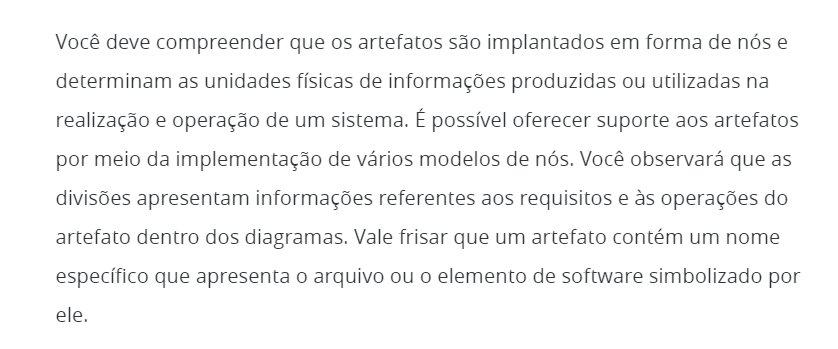 Você deve compreender que os artefatos são implantados em forma de nós e
determinam as unidades físicas de informações produzidas ou utilizadas na
realização e operação de um sistema. É possível oferecer suporte aos artefatos
por meio da implementação de vários modelos de nós. Você observará que as
divisões apresentam informações referentes aos requisitos e às operações do
artefato dentro dos diagramas. Vale frisar que um artefato contém um nome
específico que apresenta o arquivo ou o elemento de software simbolizado por
ele.